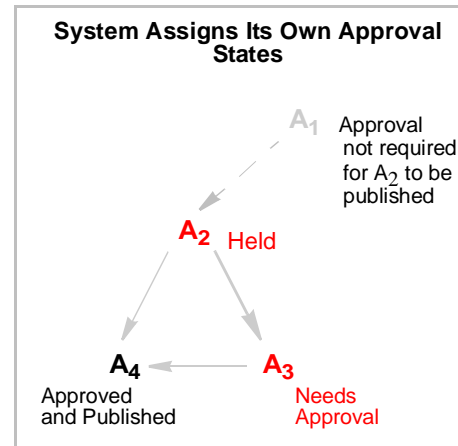 System Assigns Its Own Approval
States
A1 Approval
not required
for A2 to be
published
A2 Held
A4
A3
Approved
and Published
Needs
Approval